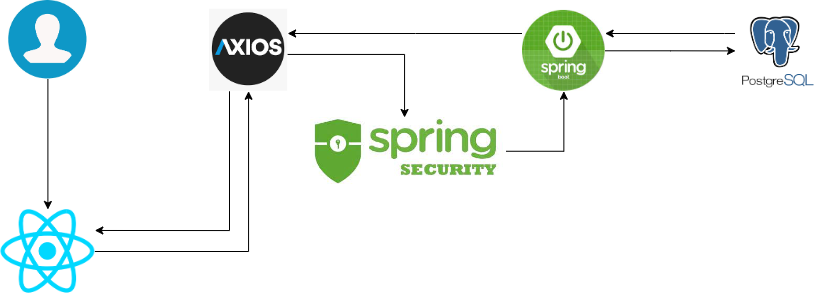 AXIOS
spring
boot
PostgreSQL
spring
SECURITY